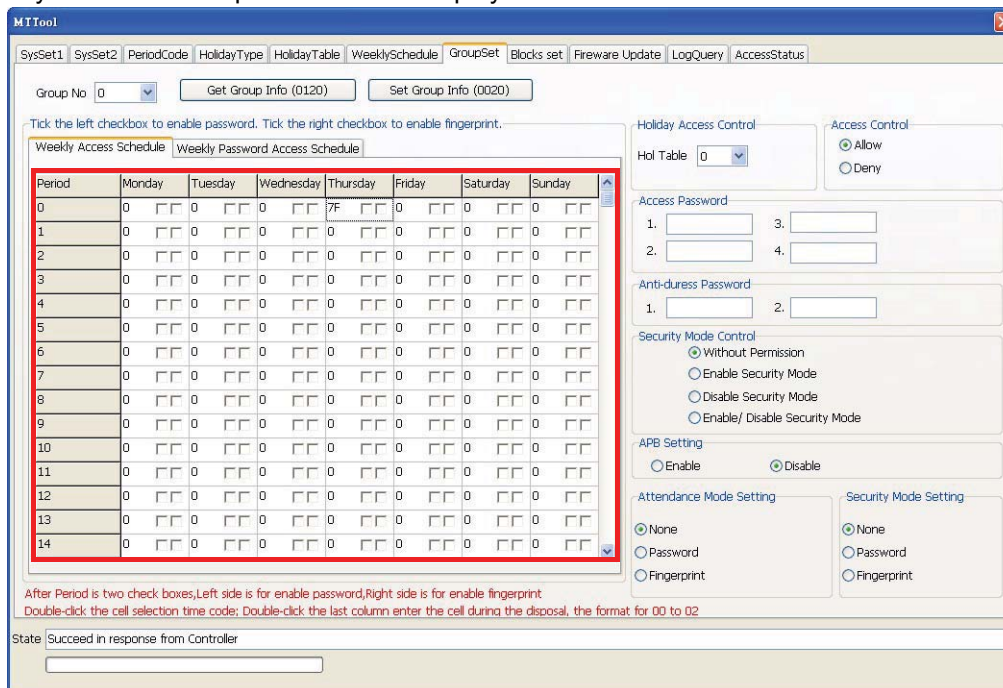 MTTool
SysSet1 SysSet2 PeriodCode HolidayType HolidayTable WeeklySchedule GroupSet Blocks set Fireware Update LogQuery AccessStatus
Group No 0 Get Group Info (0120) Set Group Info (0020)
Tick the left checkbox to enable password. Tick the right checkbox to enable fingerprint.
Weekly Access Schedule Weekly Password Access Schedule
Period Monday Tuesday Wednesday Thursday Friday Saturday Sunday
0 0 0 0 7F 0 0 0
1 0 0 0 0 0 0 0
2 0 0 0 0 0 0 0
3 0 0 0 0 0 0 0
4 0 0 0 0 0 0 0
5 0 0 0 0 0 0 0
6 0 0 0 0 0 0 0
7 0 0 0 0 0 0 0
8 0 0 0 0 0 0 0
9 0 0 0 0 0 0 0
10 0 0 0 0 0 0 0
11 0 0 0 0 0 0 0
12 0 0 0 0 0 0 0
13 0 0 0 0 0 0 0
14 0 0 0 0 0 0 0
Holiday Access Control
Hol Table 0
Access Control
Allow
Deny
Access Password
1. 3.
2. 4.
Anti-duress Password
1. 2.
Security Mode Control
Without Permission
Enable Security Mode
Disable Security Mode
Enable/ Disable Security Mode
APB Setting
Enable Disable
Attendance Mode Setting
None
Password
Fingerprint
Security Mode Setting
None
Password
Fingerprint
After Period is two check boxes,Left side is for enable password,Right side is for enable fingerprint
Double-click the cell selection time code; Double-click the last column enter the cell during the disposal, the format for 00 to 02
State Succeed in response from Controller